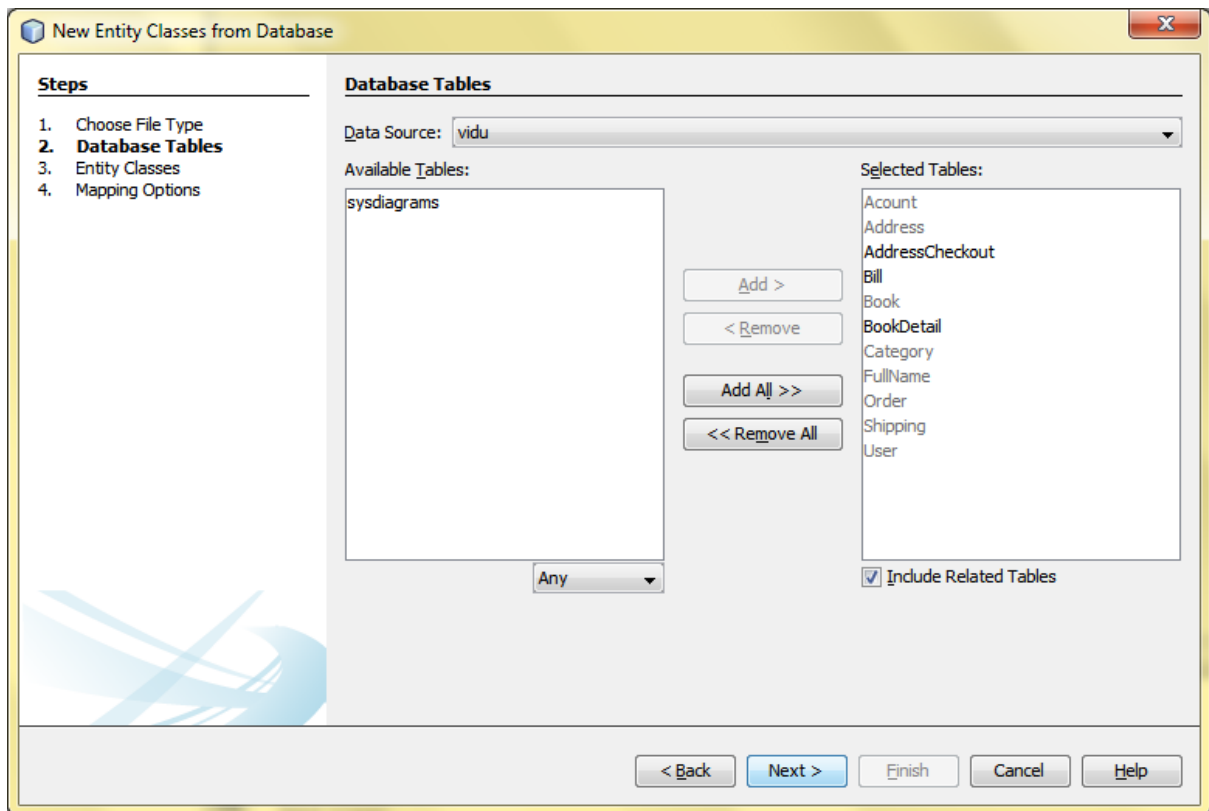 New Entity Classes from Database
X
Steps
1. Choose File Type
2. Database Tables
3. Entity Classes
4. Mapping Options
Database Tables
Data Source: vidu
Available Tables:
sysdiagrams
Any
Add >
< Remove
Add All >>
<< Remove All
Selected Tables:
Acount
Address
AddressCheckout
Bill
Book
BookDetail
Category
FullName
Order
Shipping
User
Include Related Tables
< Back Next > Finish Cancel Help